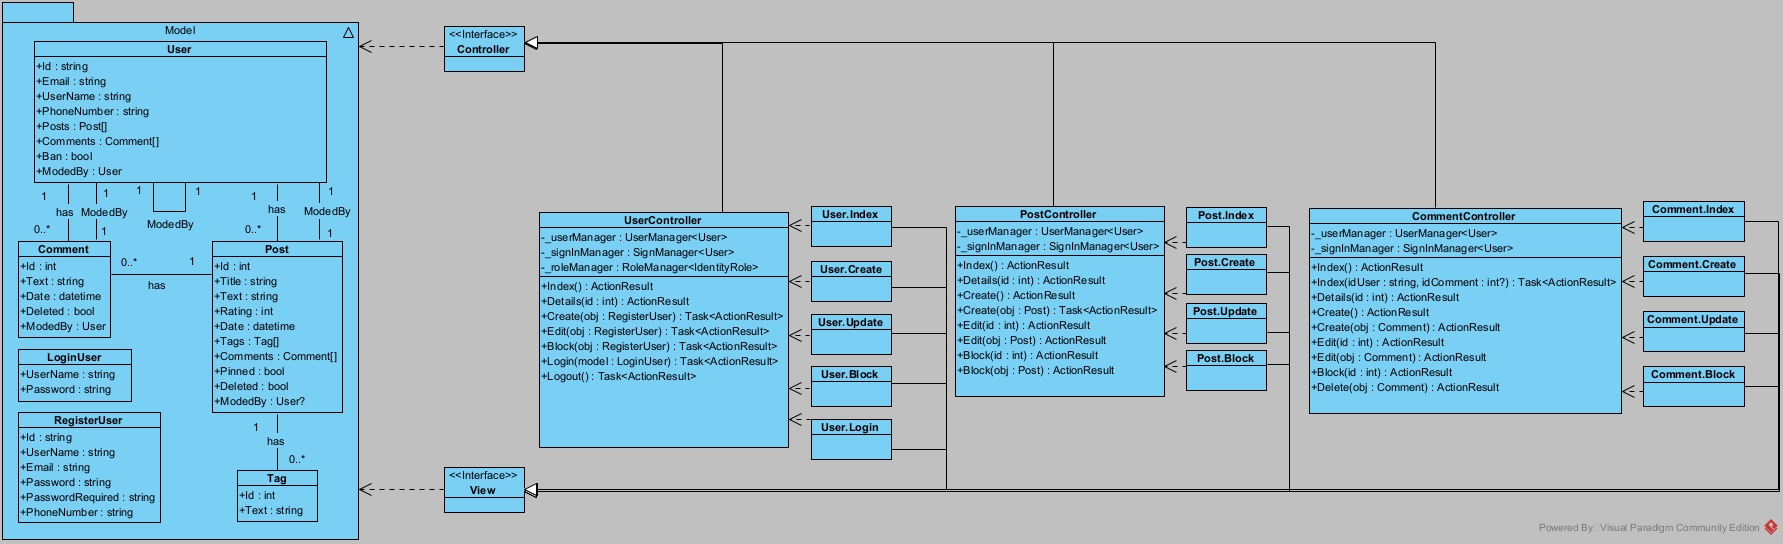 Model
User
+Id : string
+Email : string
+UserName : string
+PhoneNumber : string
+Posts : Post[]
+Comments : Comment[]
+Ban : bool
+ModedBy : User
1
has
0..*
1
ModedBy
1
1
1
ModedBy
1
has
0..*
1
ModedBy
1
Comment
+Id : int
+Text : string
+Date : datetime
+Deleted : bool
+ModedBy : User
0..*
1
has
Post
+Id : int
+Title : string
+Text : string
+Rating : int
+Date : datetime
+Tags : Tag[]
+Comments : Comment[]
+Pinned : bool
+Deleted : bool
+ModedBy : User?
LoginUser
+UserName : string
+Password : string
RegisterUser
+Id : string
+UserName : string
+Email : string
+Password : string
+PasswordRequired : string
+PhoneNumber : string
1
has
0..*
Tag
+Id : int
+Text : string
<<Interface>>
Controller
<<Interface>>
View
UserController
-_userManager : UserManager<User>
-_signInManager : SignManager<User>
-_roleManager : RoleManager<IdentityRole>
+Index() : ActionResult
+Details(id : int) : ActionResult
+Create(obj : RegisterUser) : Task<ActionResult>
+Edit(obj : RegisterUser) : Task<ActionResult>
+Block(obj : RegisterUser) : Task<ActionResult>
+Login(model : LoginUser) : Task<ActionResult>
+Logout() : Task<ActionResult>
User.Index
User.Create
User.Update
User.Block
User.Login
PostController
-_userManager : UserManager<User>
-_signInManager : SignInManager<User>
+Index() : ActionResult
+Details(id : int) : ActionResult
+Create() : ActionResult
+Create(obj : Post) : Task<ActionResult>
+Edit(id : int) : ActionResult
+Edit(obj : Post) : ActionResult
+Block(id : int) : ActionResult
+Block(obj : Post) : ActionResult
Post.Index
Post.Create
Post.Update
Post.Block
CommentController
-_userManager : UserManager<User>
-_signInManager : SignInManager<User>
+Index() : ActionResult
+Index(idUser : string, idComment : int?) : Task<ActionResult>
+Details(id : int) : ActionResult
+Create() : ActionResult
+Create(obj : Comment) : ActionResult
+Edit(id : int) : ActionResult
+Edit(obj : Comment) : ActionResult
+Block(id : int) : ActionResult
+Delete(obj : Comment) : ActionResult
Comment.Index
Comment.Create
Comment.Update
Comment.Block
Powered By Visual Paradigm Community Edition